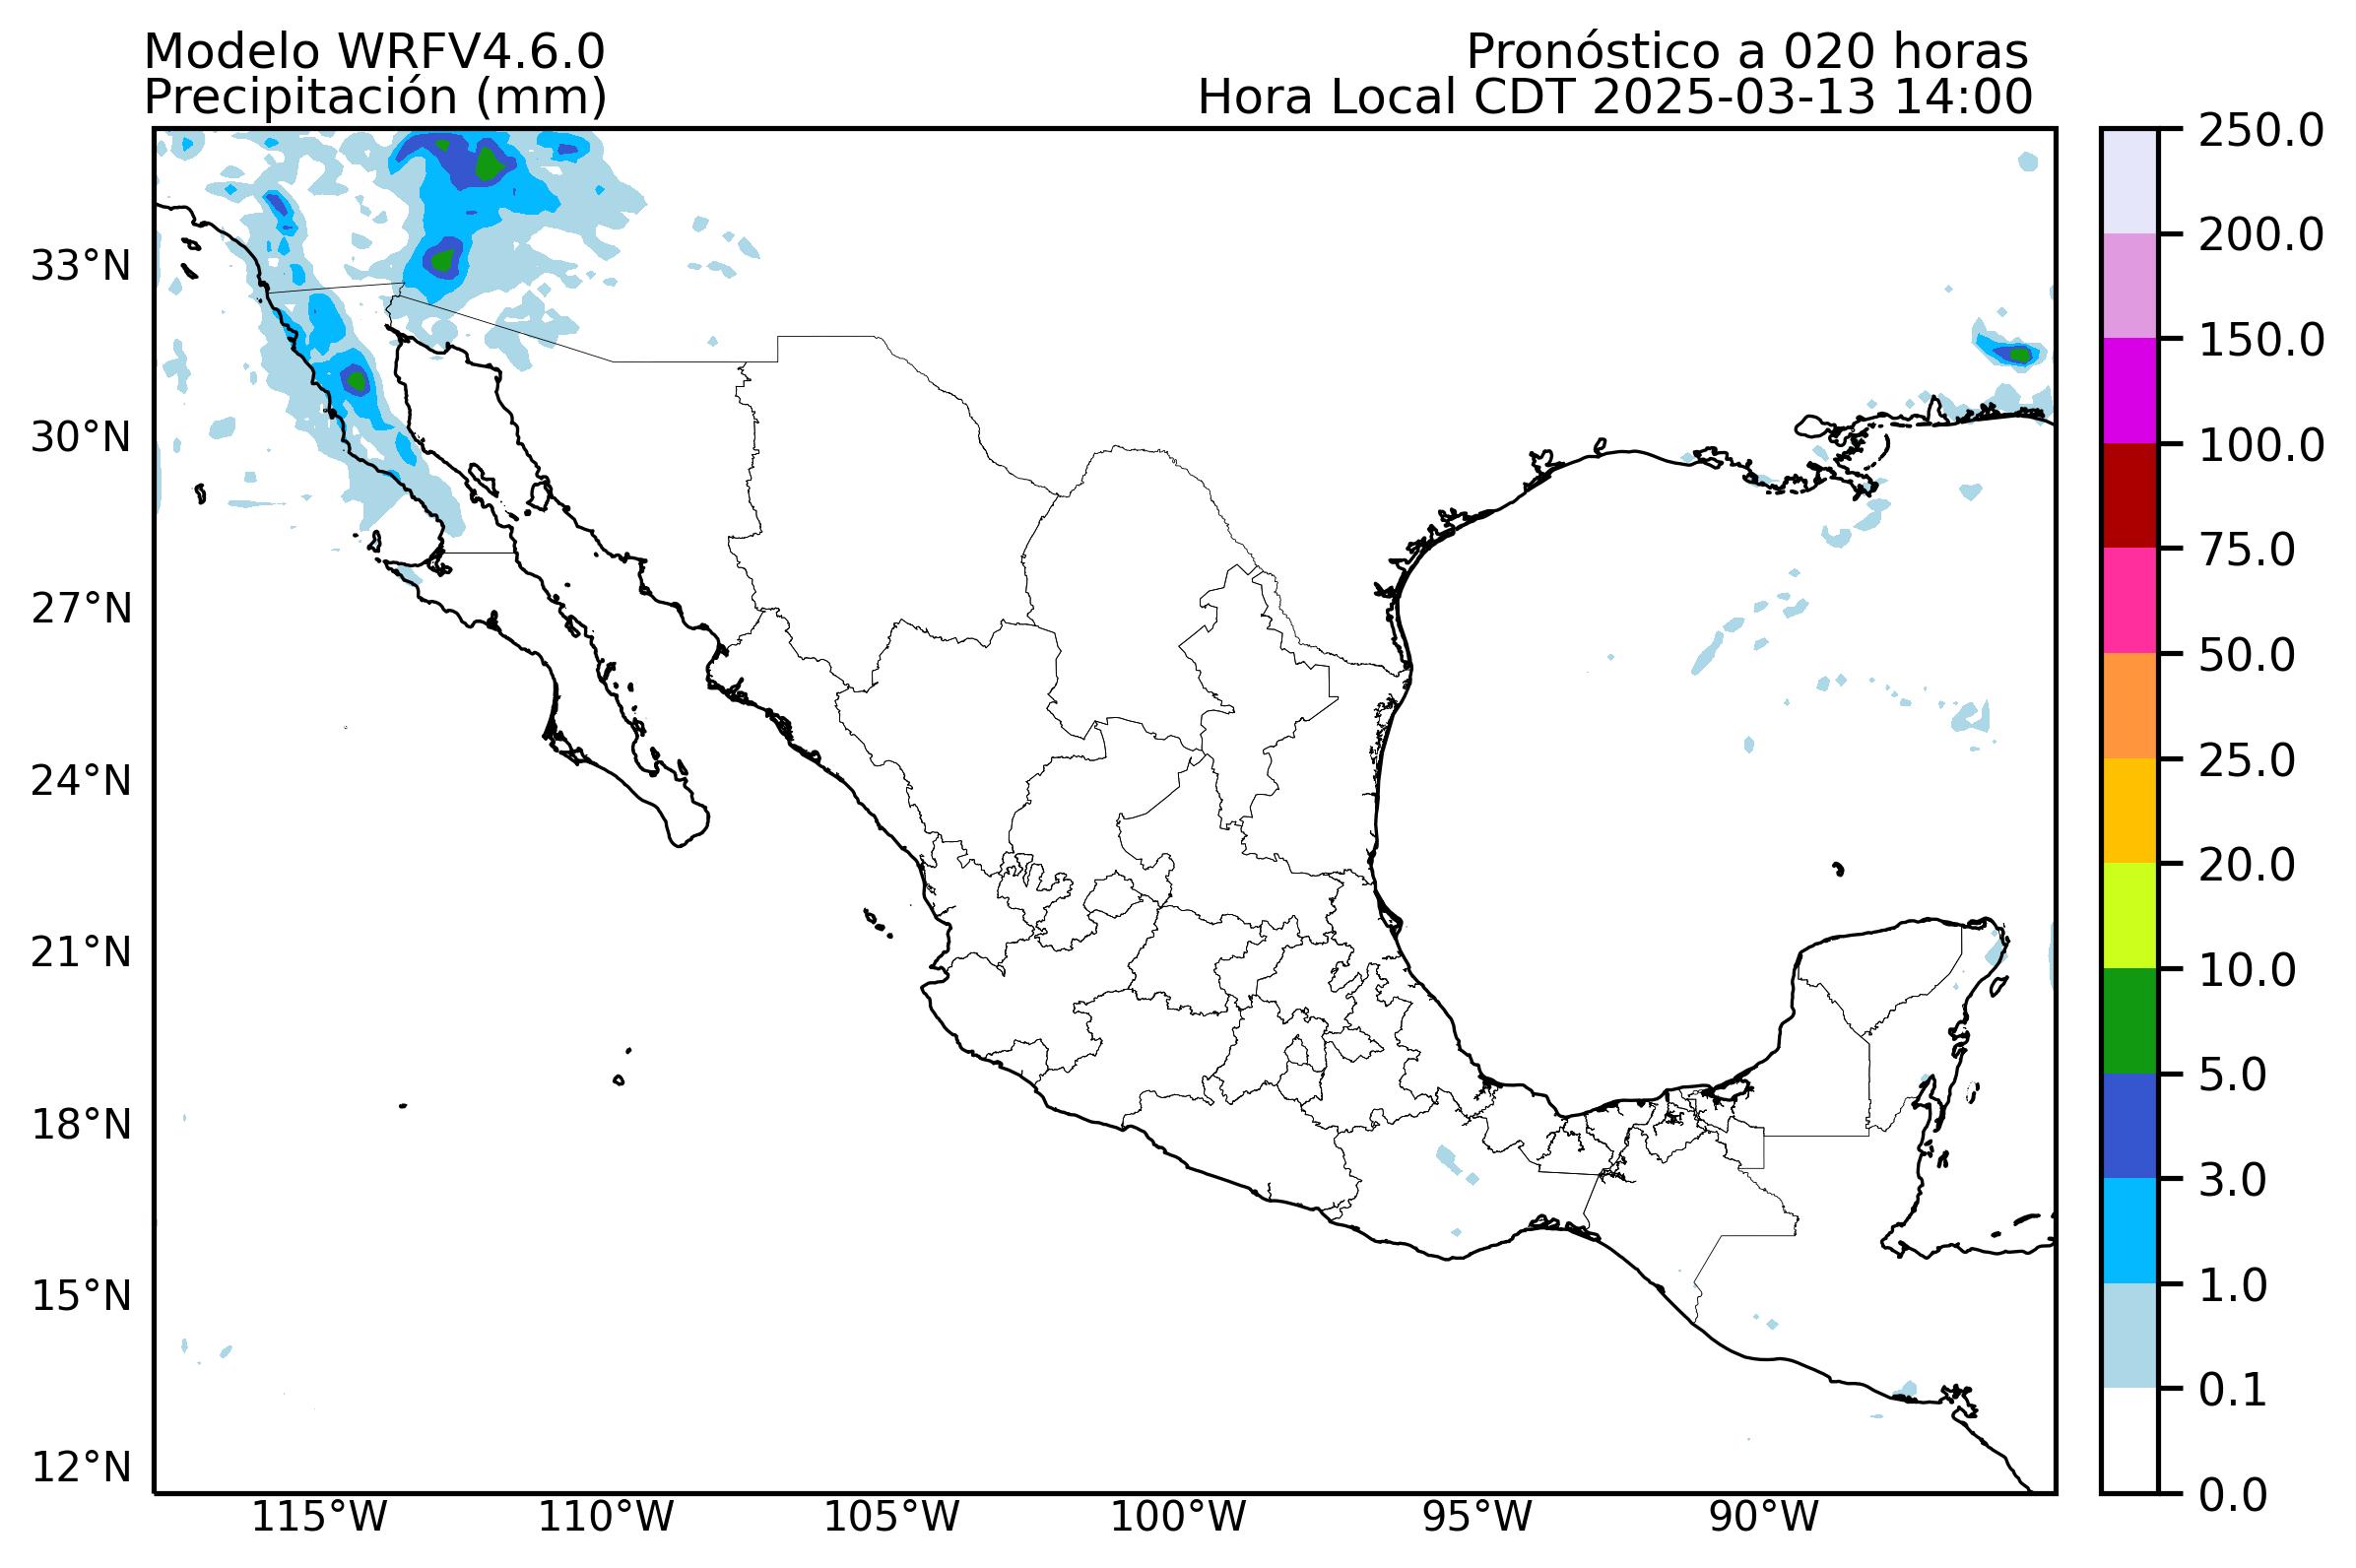 Modelo WRFV4.6.0
Pronóstico a 020 horas
Precipitación (mm)
Hora Local CDT 2025-03-13 14:00
33°N
30°N
27°N
24°N
21°N
18°N
15°N
12°N
115°W
110°W
105°W
100°W
95°W
90°W
250.0
200.0
150.0
100.0
75.0
50.0
25.0
20.0
10.0
5.0
3.0
1.0
0.1
0.0